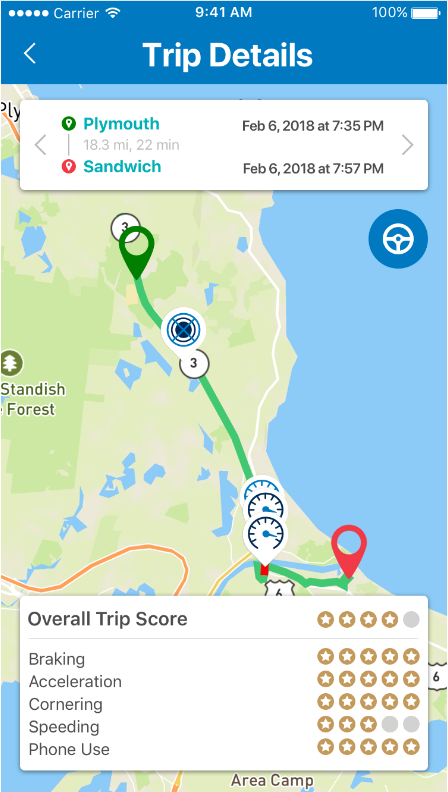 Carrier 9:41 AM 100%
Trip Details
Ply
Plymouth Feb 6, 2018 at 7:35 PM
18.3 mi, 22 min
Sandwich Feb 6, 2018 at 7:57 PM
3
3
Standish
Forest
6
Overall Trip Score
6
Braking
Acceleration
Cornering
Speeding
Phone Use
Area Camp